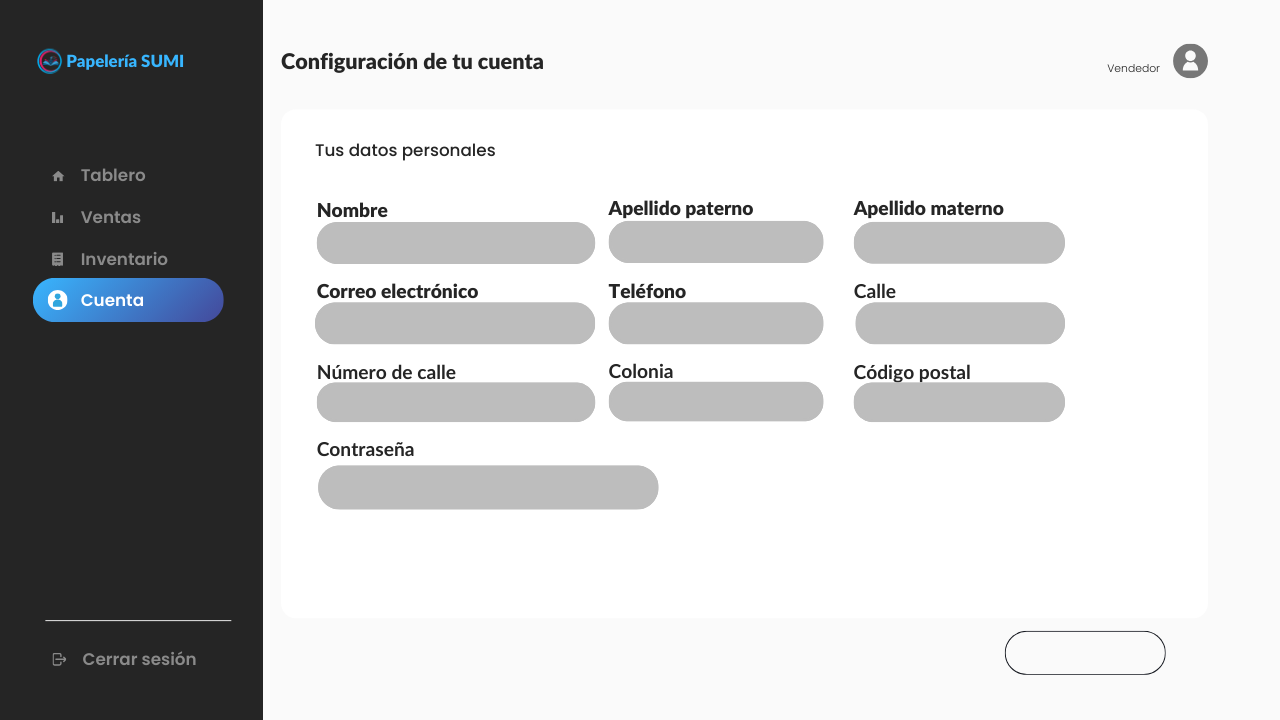 Papelería SUMI
Tablero
Ventas
Inventario
Cuenta
Cerrar sesión
Configuración de tu cuenta
Vendedor
Tus datos personales
Nombre
Apellido paterno
Apellido materno
Correo electrónico
Teléfono
Calle
Número de calle
Colonia
Código postal
Contraseña